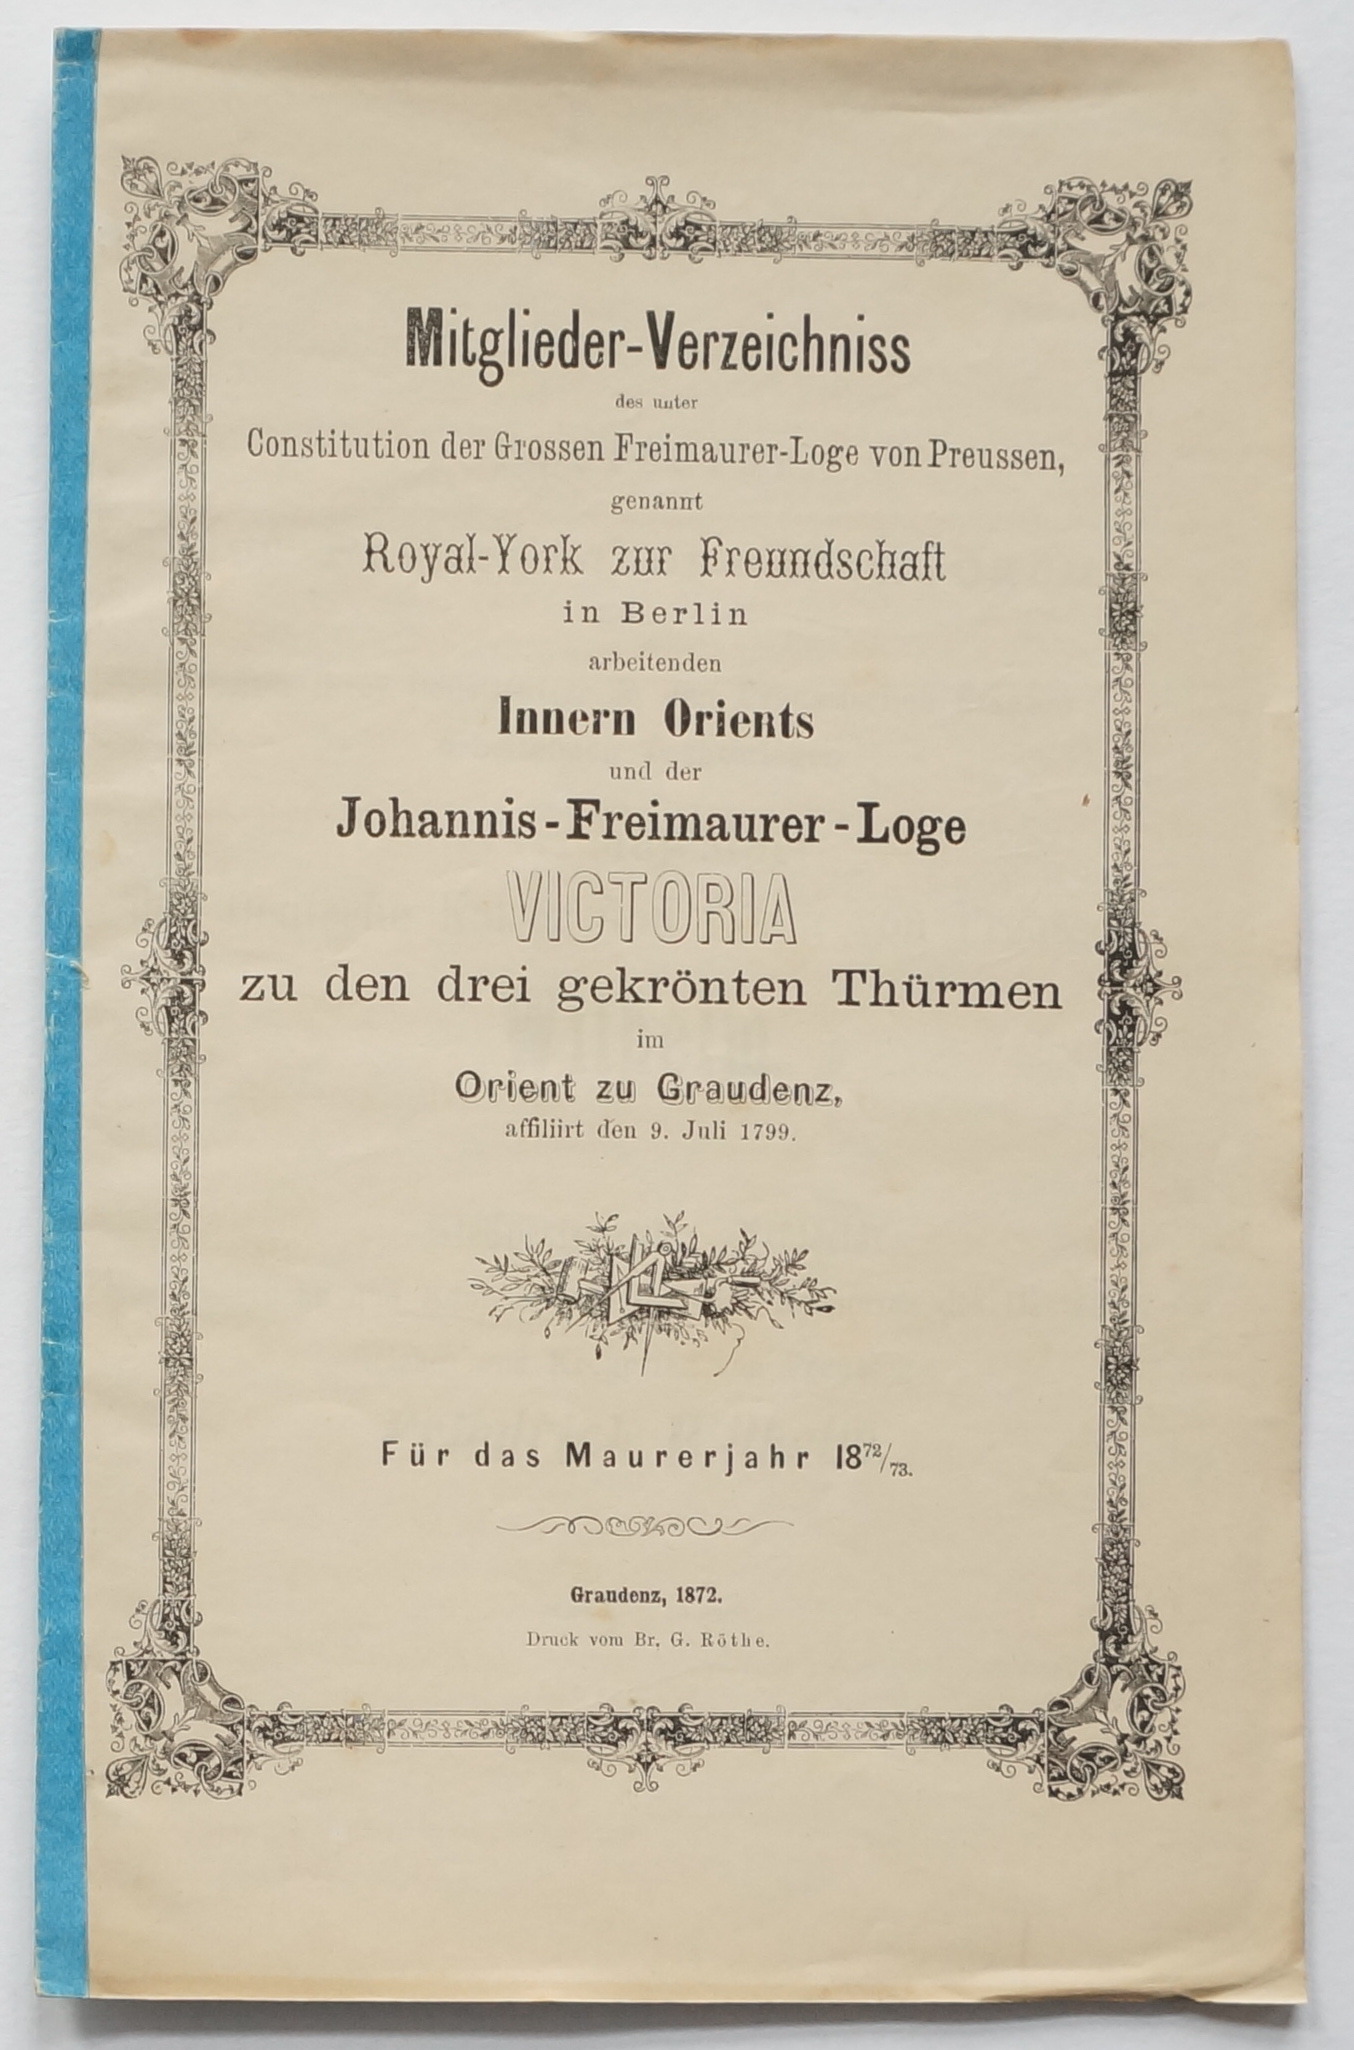 Mitglieder-Verzeichniss
des unter
Constitution der Grossen Freimaurer-Loge von Preussen,
genannt
Royal-York zur Freundschaft
in Berlin
arbeitenden
Innern Orients
und der
Johannis-Freimaurer-Loge
VICTORIA
zu den drei gekrönten Thürmen
im
Orient zu Graudenz,
affiliirt den 9. Juli 1799.
Für das Maurerjahr 1872/73.
Graudenz, 1872.
Druck vom Br. G. Röthe.